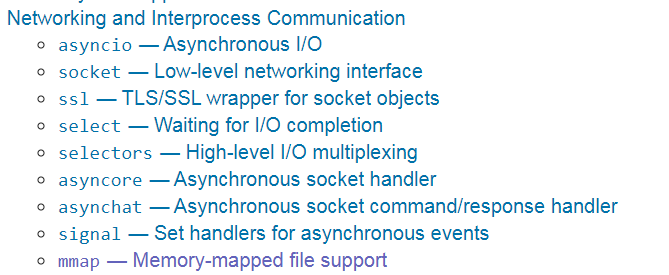 Networking and Interprocess Communication
asyncio — Asynchronous I/O
socket — Low-level networking interface
ssl — TLS/SSL wrapper for socket objects
select — Waiting for I/O completion
selectors — High-level I/O multiplexing
asyncore — Asynchronous socket handler
asynchat — Asynchronous socket command/response handler
signal — Set handlers for asynchronous events
mmap — Memory-mapped file support